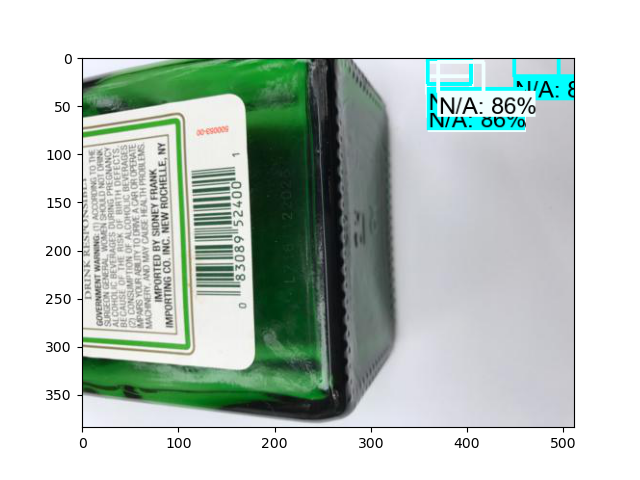 0
50
100
150
200
250
300
350
0
100
200
300
400
500
N/A: 86%
N/A: 86%
N/A: 8
500053-00
DRINK RESPONSIBLY
GOVERNMENT WARNING: (1) ACCORDING TO THE
SURGEON GENERAL, WOMEN SHOULD NOT DRINK
ALCOHOLIC BEVERAGES DURING PREGNANCY
BECAUSE OF THE RISK OF BIRTH DEFECTS.
(2) CONSUMPTION OF ALCOHOLIC BEVERAGES
IMPAIRS YOUR ABILITY TO DRIVE A CAR OR OPERATE
MACHINERY, AND MAY CAUSE HEALTH PROBLEMS.
IMPORTED BY SIDNEY FRANK
IMPORTING CO. INC. NEW ROCHELLE, NY
0 83089 52400 1